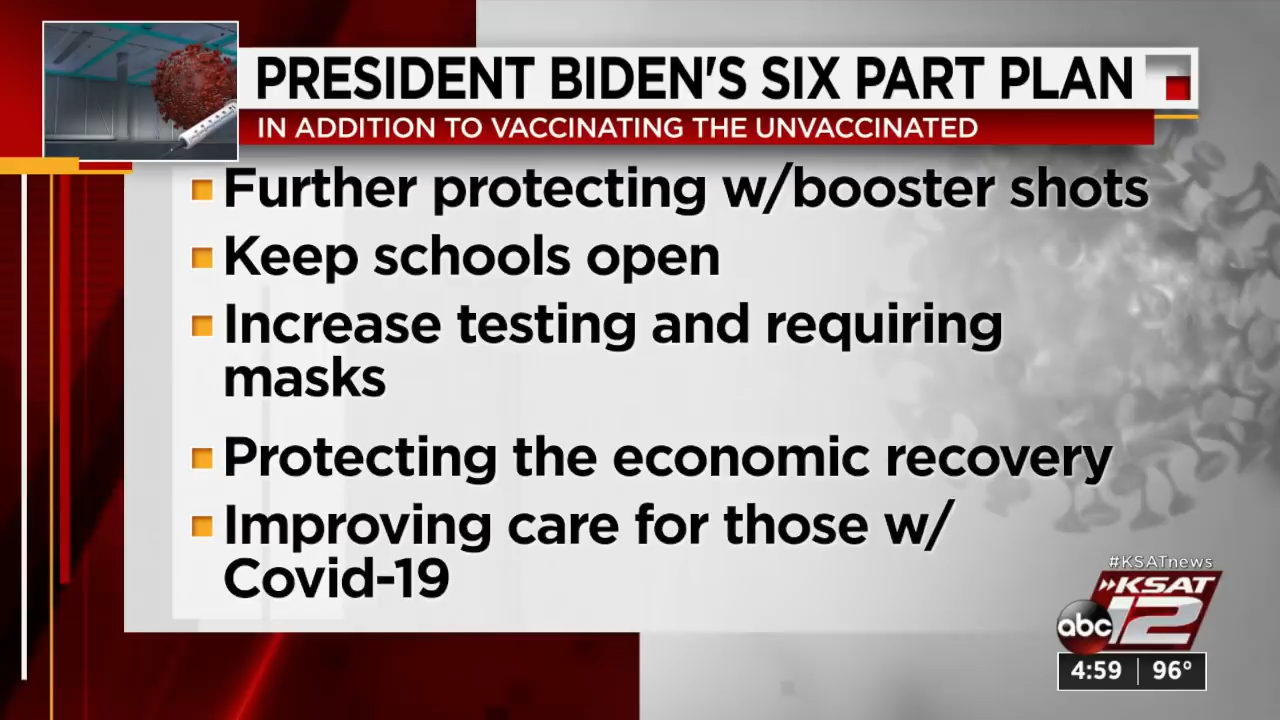 PRESIDENT BIDEN'S SIX PART PLAN
IN ADDITION TO VACCINATING THE UNVACCINATED
Further protecting w/booster shots
Keep schools open
Increase testing and requiring
masks
Protecting the economic recovery
Improving care for those w/
Covid-19
#KSATnews
KSAT
abc 12
4:59 96°